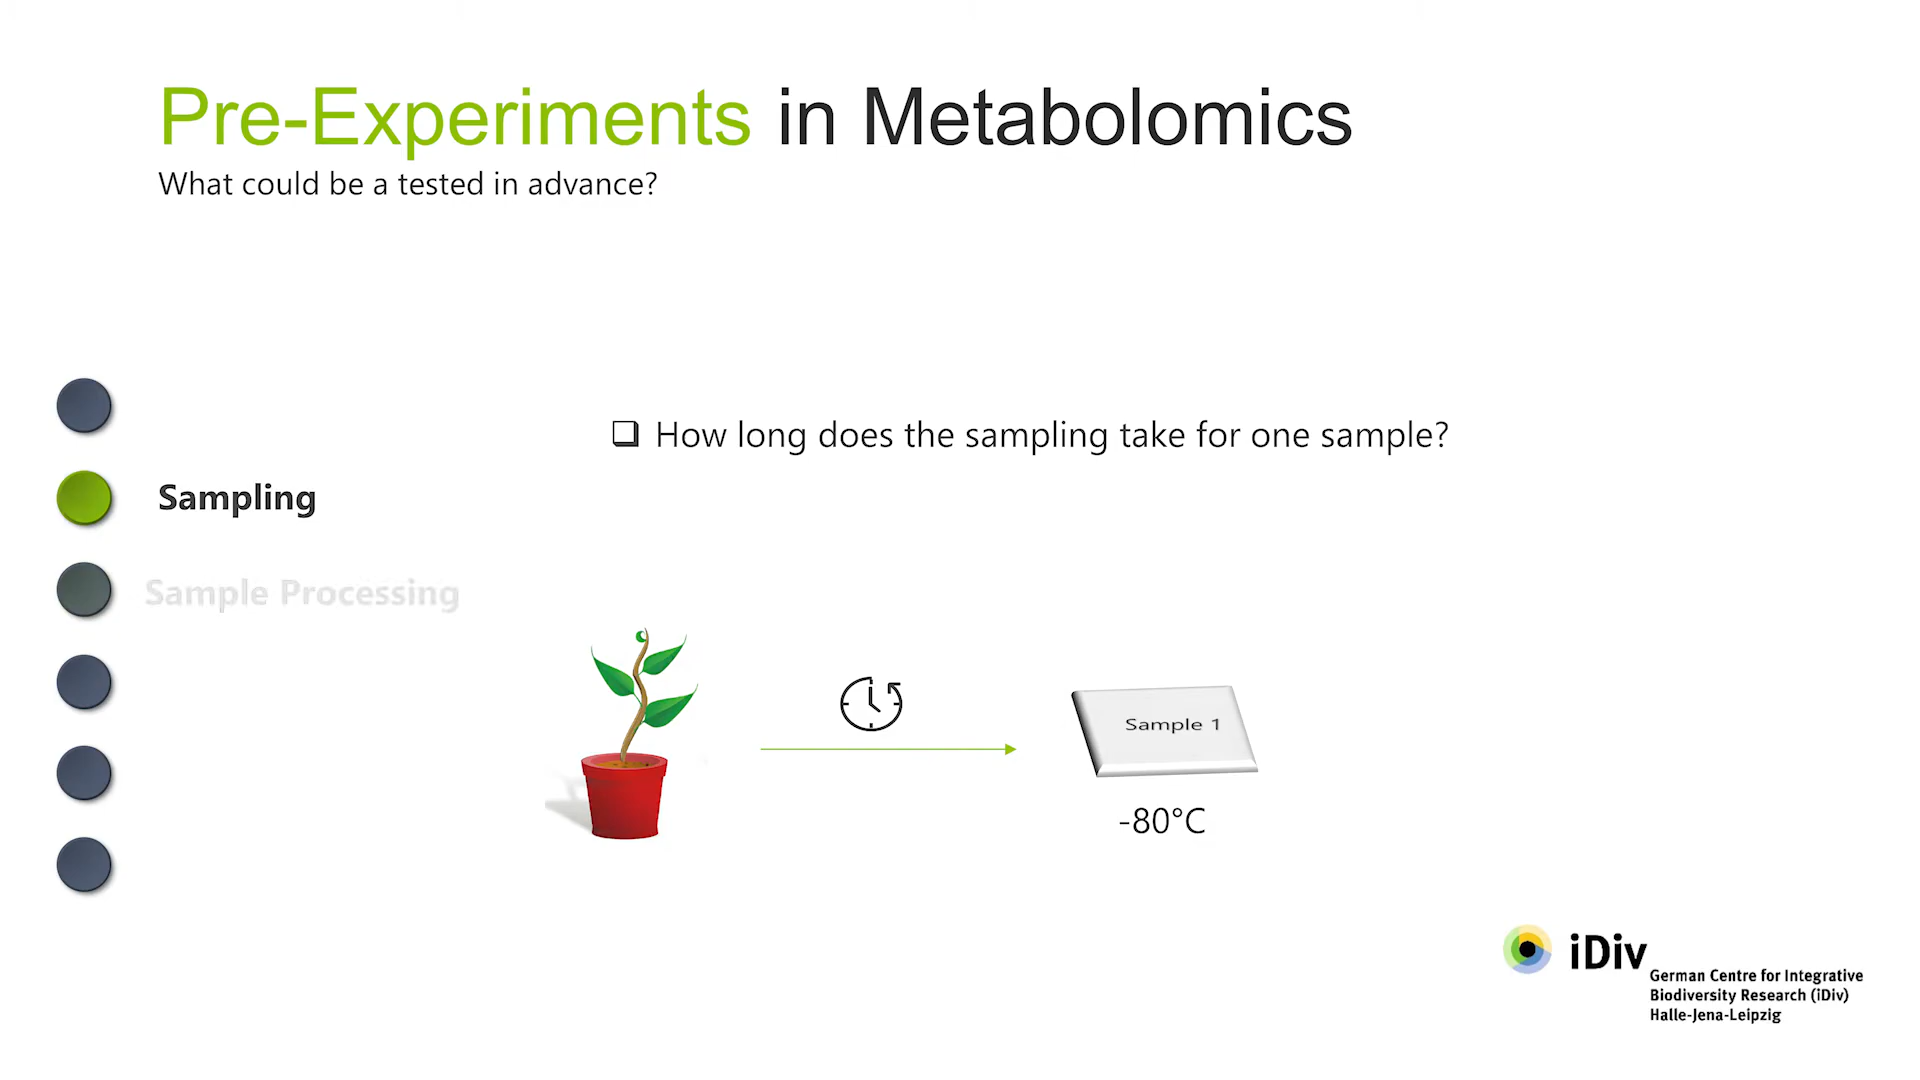 Pre-Experiments in Metabolomics
What could be a tested in advance?
How long does the sampling take for one sample?
Sampling
Sample Processing
Sample 1
-80°C
iDiv
German Centre for Integrative
Biodiversity Research (iDiv)
Halle-Jena-Leipzig